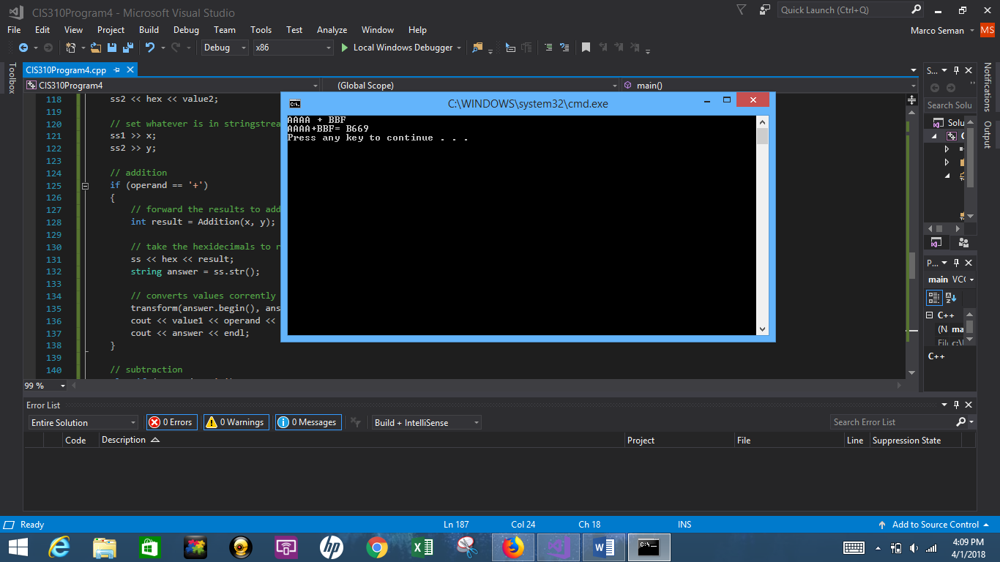 CIS310Program4 - Microsoft Visual Studio
Quick Launch (Ctrl+Q)
File Edit View Project Build Debug Team Tools Test Analyze Window Help
Marco Seman MS
Debug x86 Local Windows Debugger
Toolbox
CIS310Program4.cpp
CIS310Program4 (Global Scope) main()
118 ss2 << hex << value2;
119
120 // set whatever is in stringstrea
121 ss1 >> x;
122 ss2 >> y;
123
124 // addition
125 if (operand == '+')
126 {
127 // forward the results to add
128 int result = Addition(x, y);
129
130 // take the hexidecimals to r
131 ss << hex << result;
132 string answer = ss.str();
133
134 // converts values corrently
135 transform(answer.begin(), ans
136 cout << value1 << operand <<
137 cout << answer << endl;
138 }
139
140 // subtraction
99 %
C:\WINDOWS\system32\cmd.exe
C:\.
AAAA + BBF
AAAA+BBF= B669
Press any key to continue . . .
S...
Search Solu
Solu
C
P...
main VCC
C++
(N ma
File c:\
C++
Notifications
Output
Error List
Entire Solution 0 Errors 0 Warnings 0 Messages Build + IntelliSense Search Error List
Code Description Project File Line Suppression State
Ready Ln 187 Col 24 Ch 18 INS Add to Source Control
4:09 PM
4/1/2018